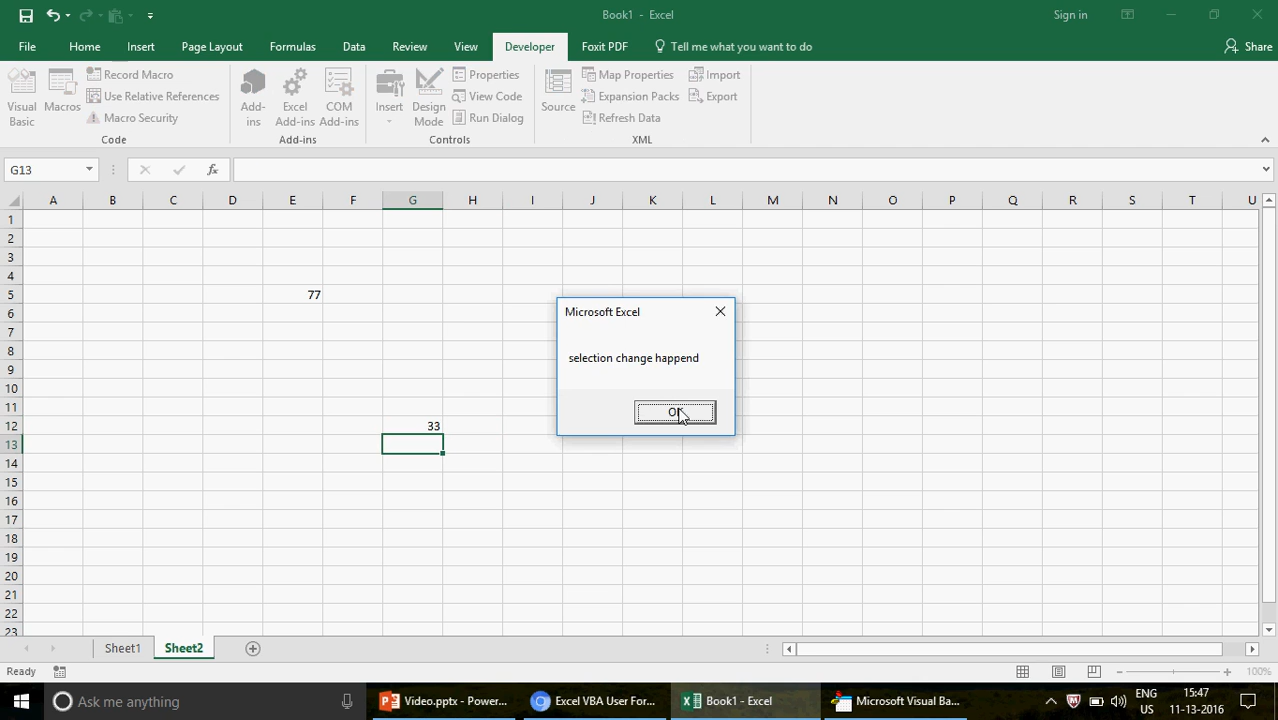 Book1 - Excel
Sign in
File Home Insert Page Layout Formulas Data Review View Developer Foxit PDF Tell me what you want to do Share
Visual Basic
Macros
Record Macro
Use Relative References
Macro Security
Code
Add-ins
Excel Add-ins
COM Add-ins
Add-ins
Insert
Design Mode
Properties
View Code
Run Dialog
Controls
Source
Map Properties
Expansion Packs
Refresh Data
Import
Export
XML
G13
fx
A B C D E F G H I J K L M N O P Q R S T U
1
2
3
4
5 77
6
7
8
9
10
11
12 33
13
14
15
16
17
18
19
20
21
22
23
Microsoft Excel
selection change happend
OK
Sheet1 Sheet2
Ready
100%
Ask me anything
Video.pptx - Power...
Excel VBA User For...
Book1 - Excel
Microsoft Visual Ba...
ENG
US
15:47
11-13-2016